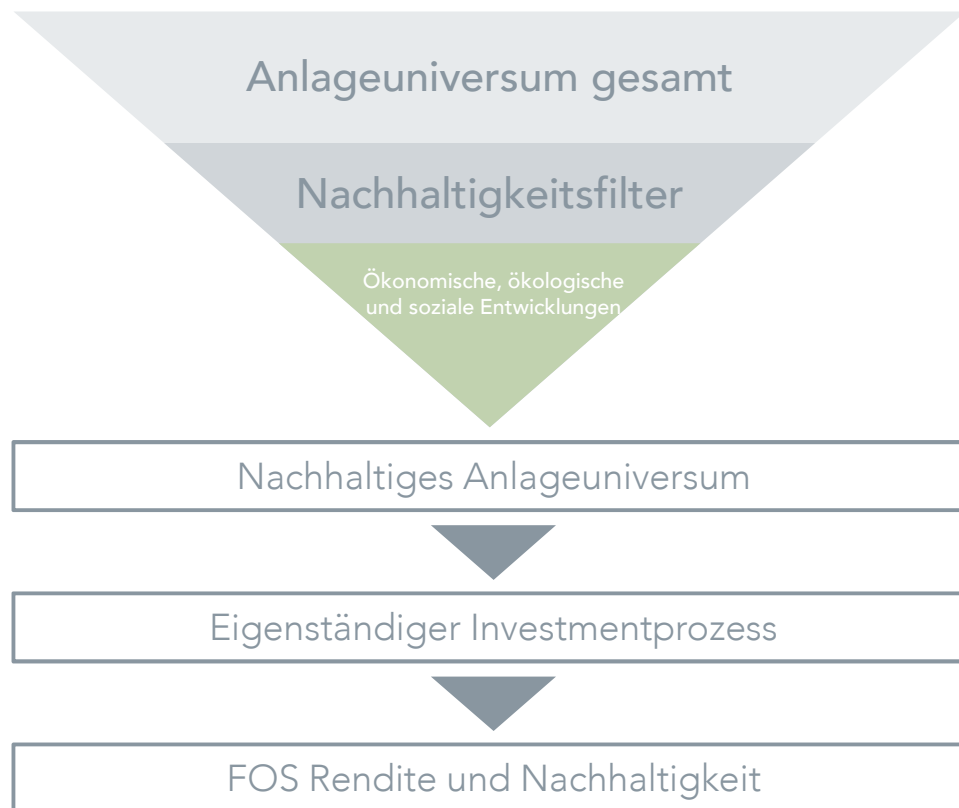 Anlageuniversum gesamt
Nachhaltigkeitsfilter
Ökonomische, ökologische
und soziale Entwicklungen
Nachhaltiges Anlageuniversum
Eigenständiger Investmentprozess
FOS Rendite und Nachhaltigkeit